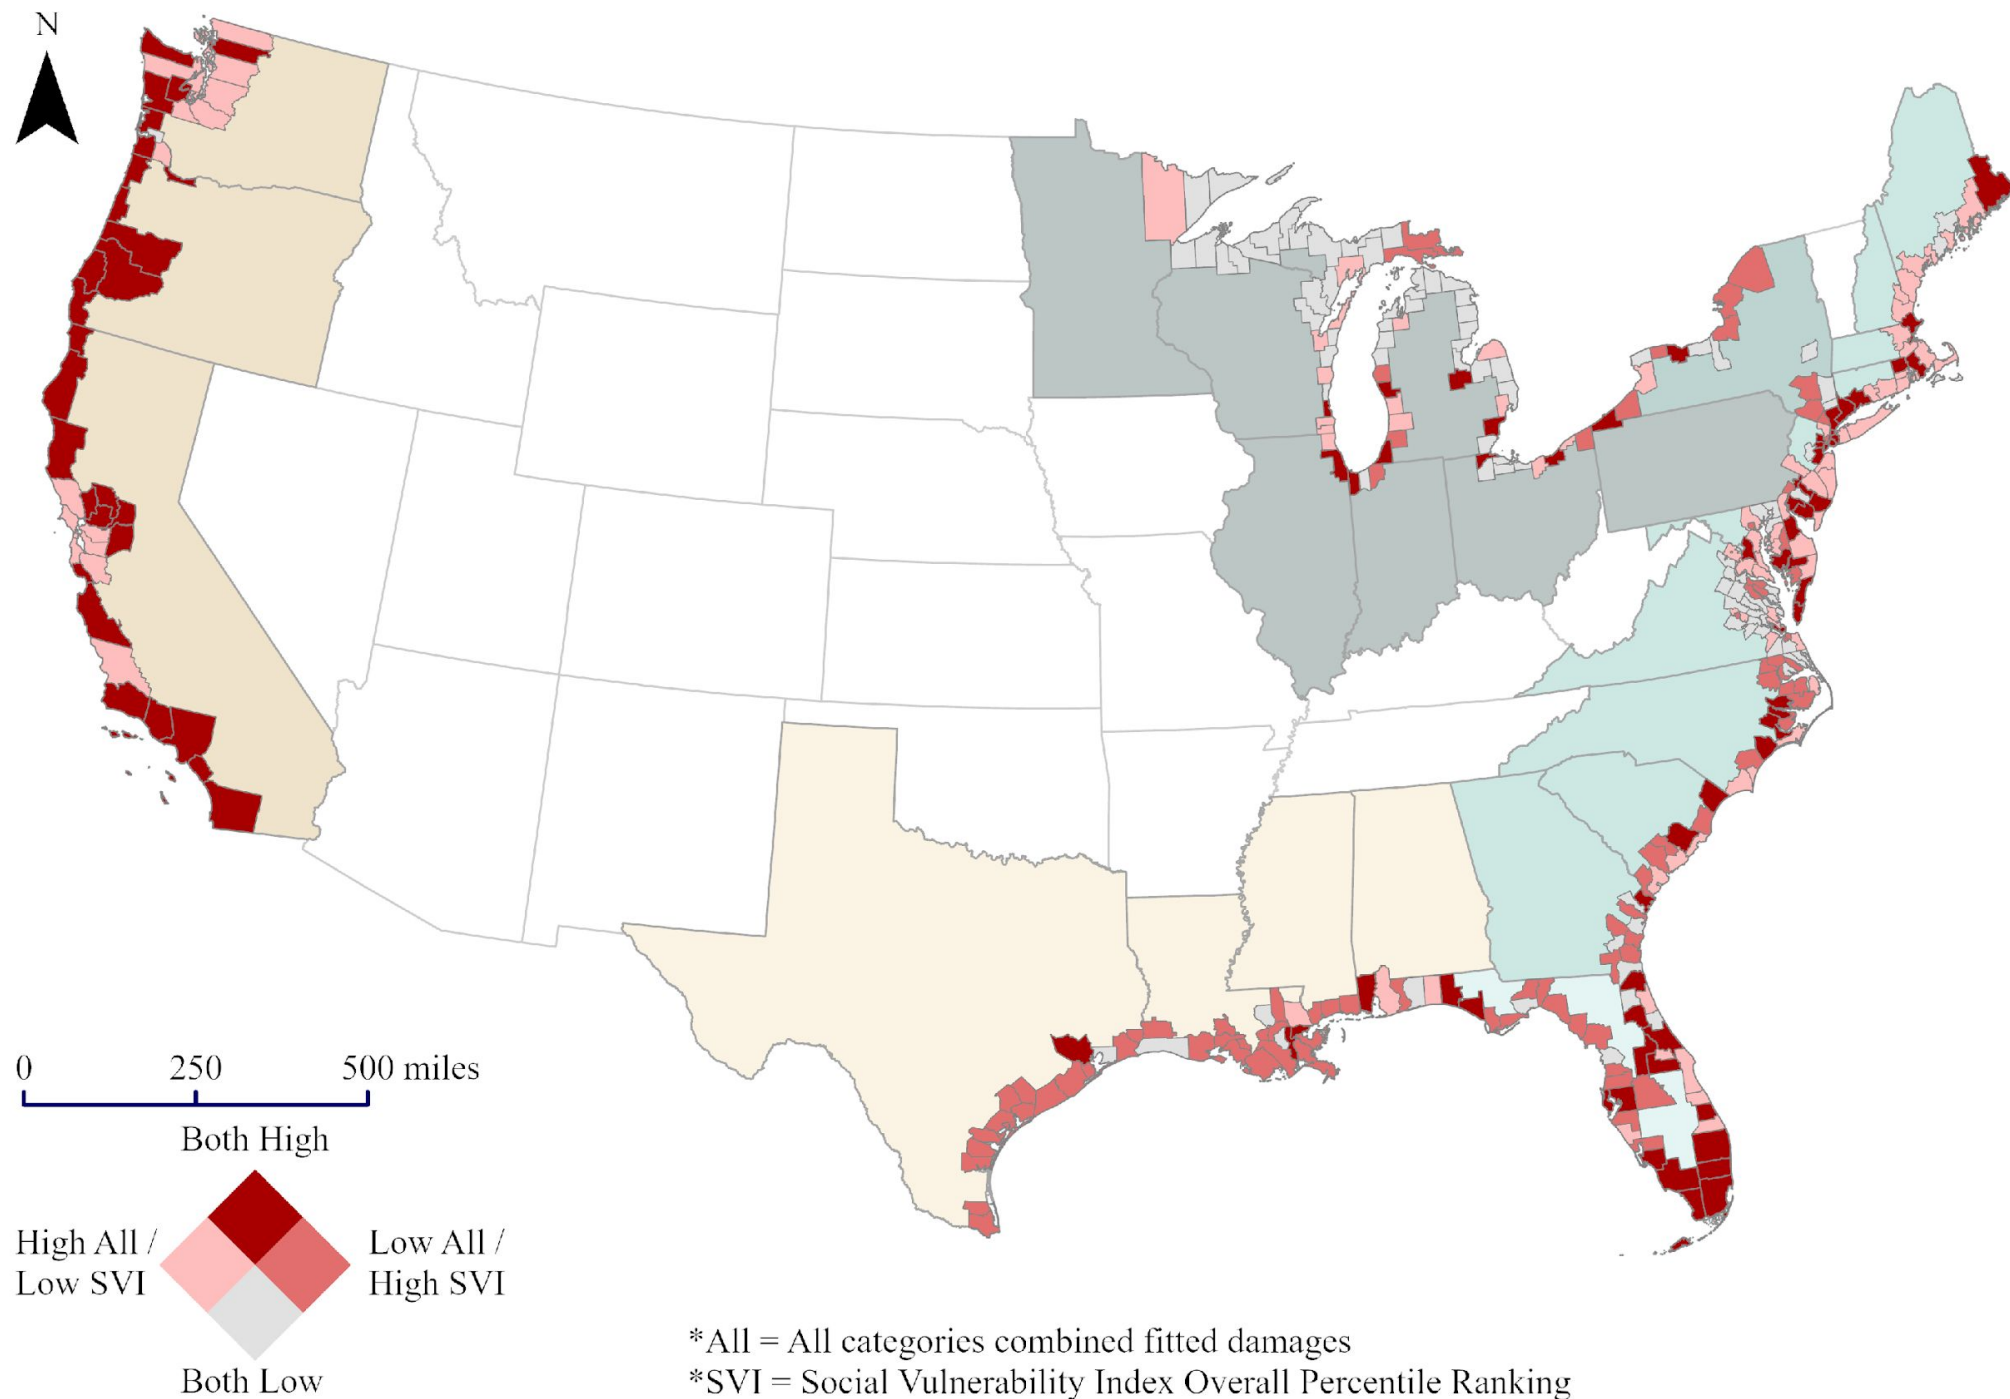 N
0 250 500 miles
Both High
High All /
Low SVI
Low All /
High SVI
Both Low
*All = All categories combined fitted damages
*SVI = Social Vulnerability Index Overall Percentile Ranking